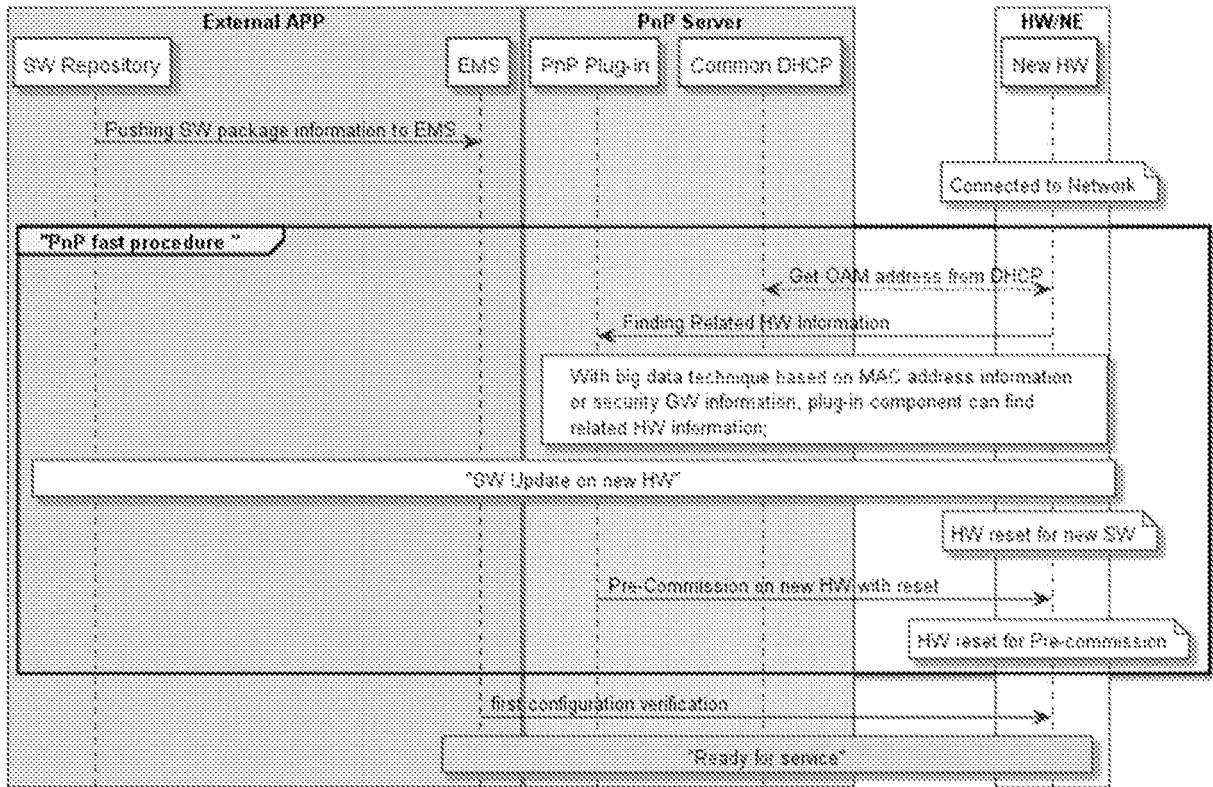 External APP
PnP Server
HW/NE
SW Repository
EMS
PnP Plug-in
Common DHCP
New HW
Pushing SW package information to EMS
Connected to Network
"PnP fast procedure "
Get OAM address from DHCP
Finding Related HW Information
With big data technique based on MAC address information
or security GW information, plug-in component can find
related HW information;
"SW Update on new HW"
HW reset for new SW
Pre-Commission on new HW with reset
HW reset for Pre-commission
first configuration verification
"Ready for service"